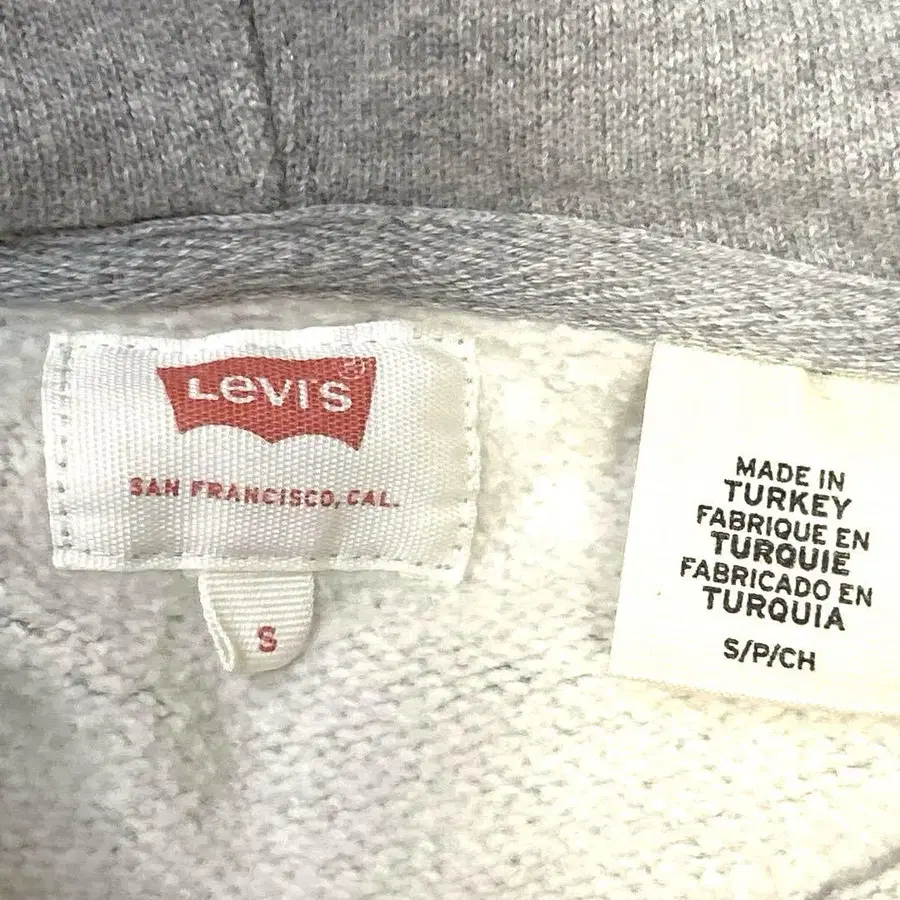 Levi's
SAN FRANCISCO, CAL.
S
MADE IN
TURKEY
FABRIQUE EN
TURQUIE
FABRICADO EN
TURQUIA
S/P/CH